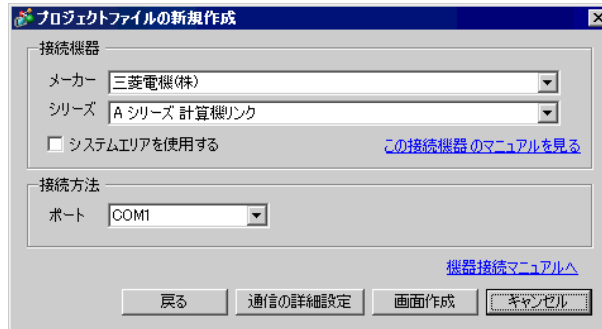 プロジェクトファイルの新規作成
接続機器
メーカー 三菱電機(株)
シリーズ A シリーズ 計算機リンク
システムエリアを使用する この接続機器のマニュアルを見る
接続方法
ポート COM1
機器接続マニュアルへ
戻る 通信の詳細設定 画面作成 キャンセル